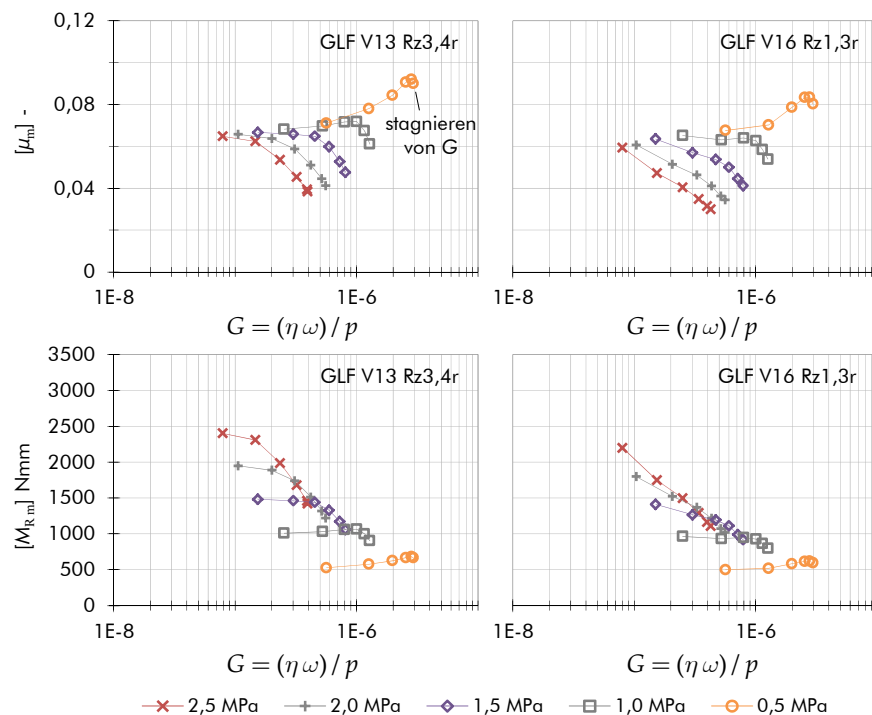 GLF V13 Rz3,4r
GLF V16 Rz1,3r
[μm] -
0,12
0,08
0,04
0
stagnieren
von G
1E-8
1E-6
1E-8
1E-6
G = (η ω) / p
G = (η ω) / p
GLF V13 Rz3,4r
GLF V16 Rz1,3r
[MR m] Nmm
3500
3000
2500
2000
1500
1000
500
0
1E-8
1E-6
1E-8
1E-6
G = (η ω) / p
G = (η ω) / p
2,5 MPa
2,0 MPa
1,5 MPa
1,0 MPa
0,5 MPa